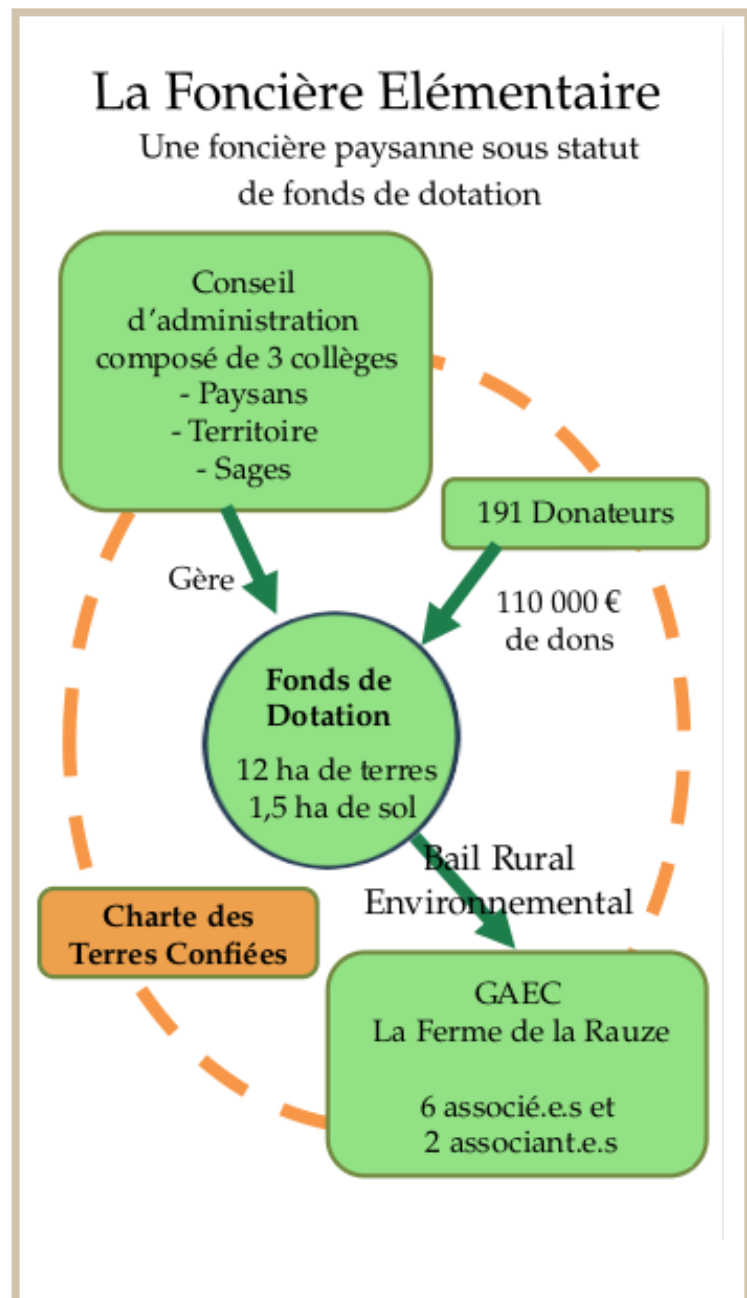 La Foncière Elémentaire
Une foncière paysanne sous statut
de fonds de dotation
Conseil
d'administration
composé de 3 collèges
- Paysans
- Territoire
- Sages
191 Donateurs
Gère
110 000 €
de dons
Fonds de
Dotation
12 ha de terres
1,5 ha de sol
Bail Rural
Environnemental
Charte des
Terres Confiées
GAEC
La Ferme de la Rauze
6 associé.e.s et
2 associant.e.s